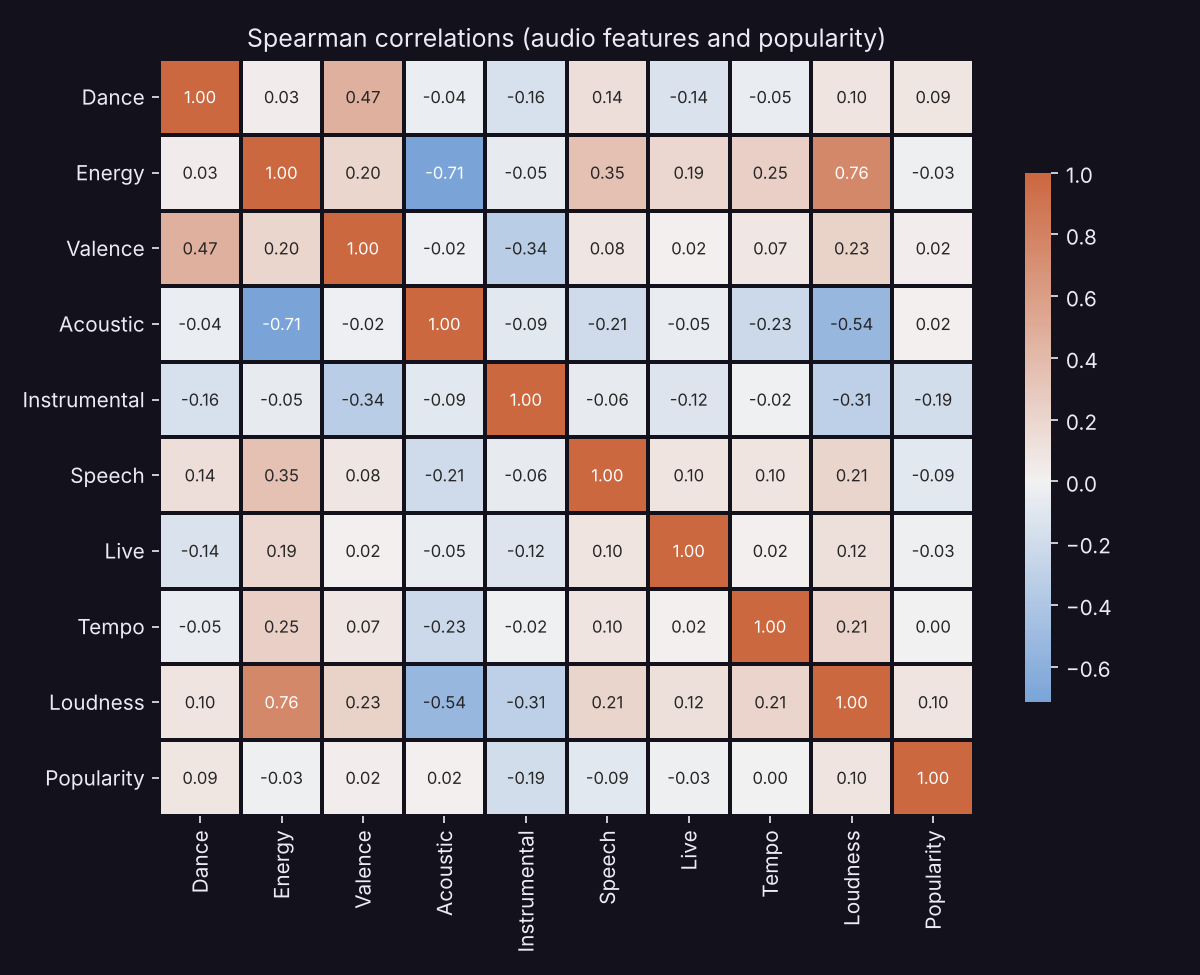 Spearman correlations (audio features and popularity)
Dance 1.00 0.03 0.47 -0.04 -0.16 0.14 -0.14 -0.05 0.10 0.09
Energy 0.03 1.00 0.20 -0.71 -0.05 0.35 0.19 0.25 0.76 -0.03
Valence 0.47 0.20 1.00 -0.02 -0.34 0.08 0.02 0.07 0.23 0.02
Acoustic -0.04 -0.71 -0.02 1.00 -0.09 -0.21 -0.05 -0.23 -0.54 0.02
Instrumental -0.16 -0.05 -0.34 -0.09 1.00 -0.06 -0.12 -0.02 -0.31 -0.19
Speech 0.14 0.35 0.08 -0.21 -0.06 1.00 0.10 0.10 0.21 -0.09
Live -0.14 0.19 0.02 -0.05 -0.12 0.10 1.00 0.02 0.12 -0.03
Tempo -0.05 0.25 0.07 -0.23 -0.02 0.10 0.02 1.00 0.21 0.00
Loudness 0.10 0.76 0.23 -0.54 -0.31 0.21 0.12 0.21 1.00 0.10
Popularity 0.09 -0.03 0.02 0.02 -0.19 -0.09 -0.03 0.00 0.10 1.00
Dance Energy Valence Acoustic Instrumental Speech Live Tempo Loudness Popularity
1.0
0.8
0.6
0.4
0.2
0.0
−0.2
−0.4
−0.6